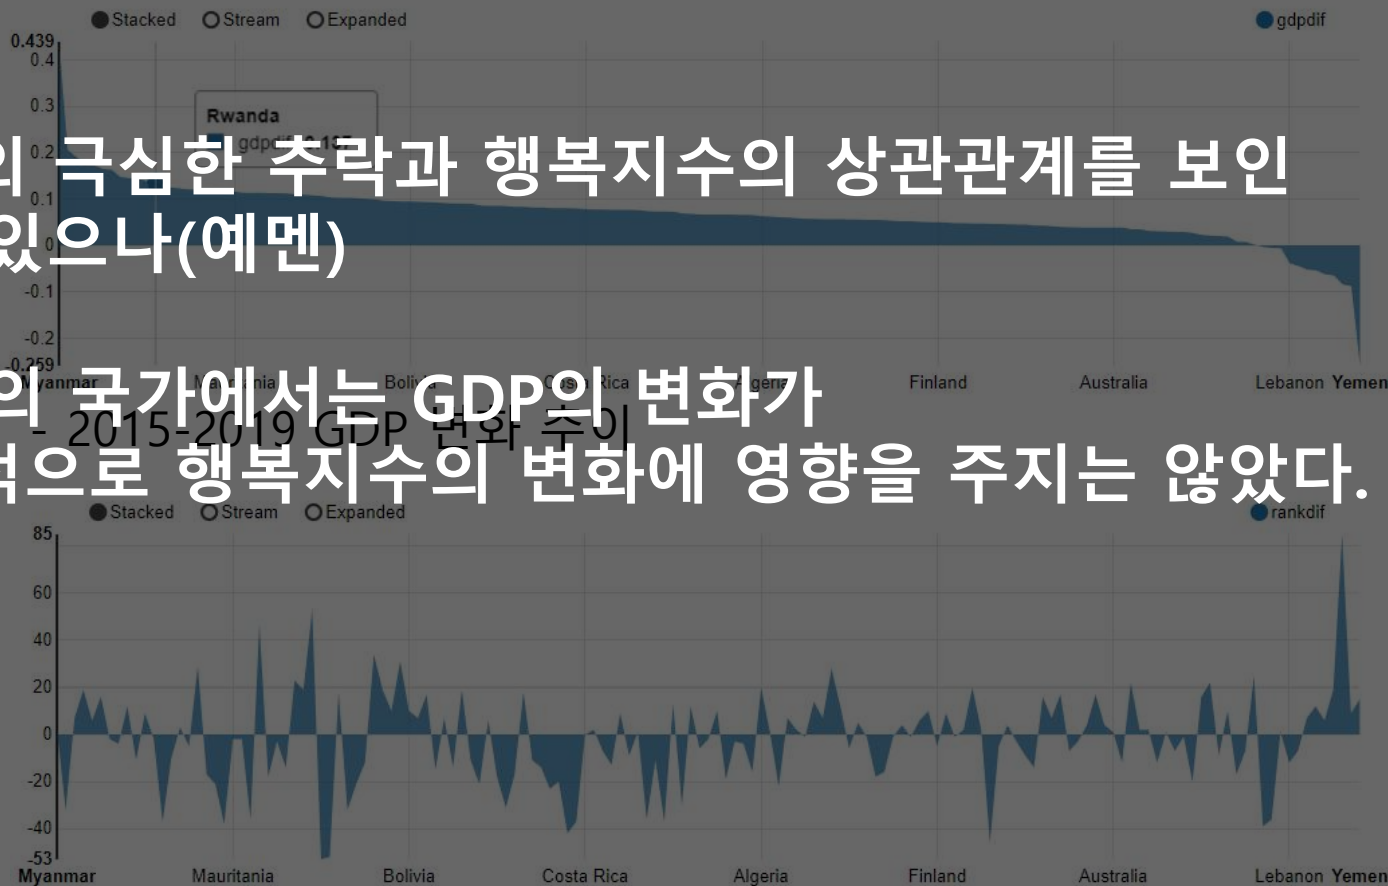 Stacked Stream Expanded gdpdif
0.439
0.4
0.3
Rwanda
gdpdif
0.2
의 극심한 추락과 행복지수의 상관관계를 보인
0.1
있으나(예멘)
0
-0.1
-0.2
-0.259
Myanmar Mauritania Bolivia Costa Rica Algeria Finland Australia Lebanon Yemen
의 국가에서는 GDP의 변화가
- 2015-2019 GDP 변화 추이
적으로 행복지수의 변화에 영향을 주지는 않았다.
Stacked Stream Expanded rankdif
85
60
40
20
0
-20
-40
-53
Myanmar Mauritania Bolivia Costa Rica Algeria Finland Australia Lebanon Yemen